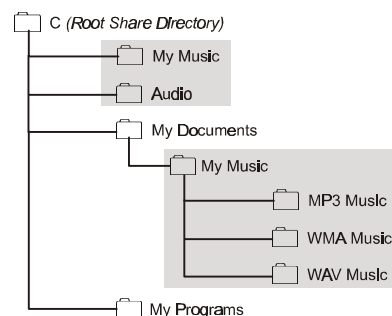 C (Root Share Directory)
My Music
Audio
My Documents
My Music
MP3 Music
WMA Music
WAV Music
My Programs